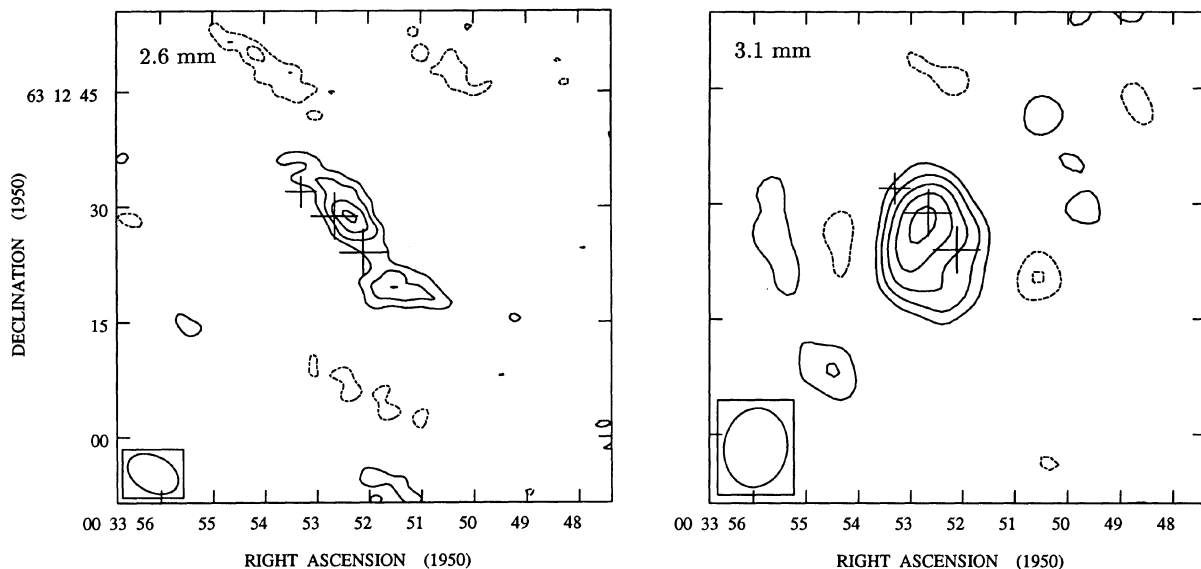 2.6 mm
3.1 mm
63 12 45
30
15
00
DECLINATION (1950)
00 33 56 55 54 53 52 51 50 49 48
RIGHT ASCENSION (1950)
00 33 56 55 54 53 52 51 50 49 48
RIGHT ASCENSION (1950)